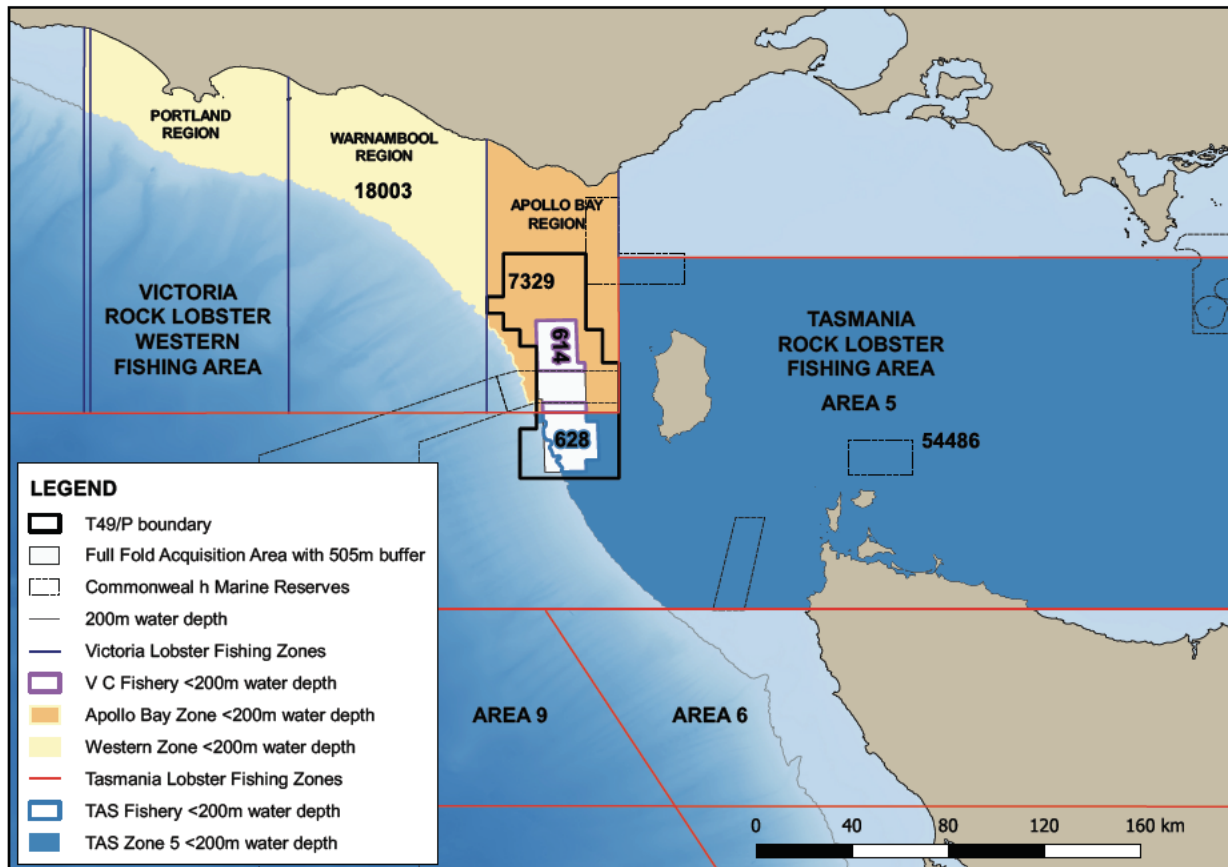 PORTLAND
REGION
WARNAMBOOL
REGION
18003
APOLLO BAY
REGION
7329
614
628
VICTORIA
ROCK LOBSTER
WESTERN
FISHING AREA
TASMANIA
ROCK LOBSTER
FISHING AREA
AREA 5
54486
AREA 9
AREA 6
LEGEND
T49/P boundary
Full Fold Acquisition Area with 505m buffer
Commonweal h Marine Reserves
200m water depth
Victoria Lobster Fishing Zones
V C Fishery <200m water depth
Apollo Bay Zone <200m water depth
Western Zone <200m water depth
Tasmania Lobster Fishing Zones
TAS Fishery <200m water depth
TAS Zone 5 <200m water depth
0 40 80 120 160 km